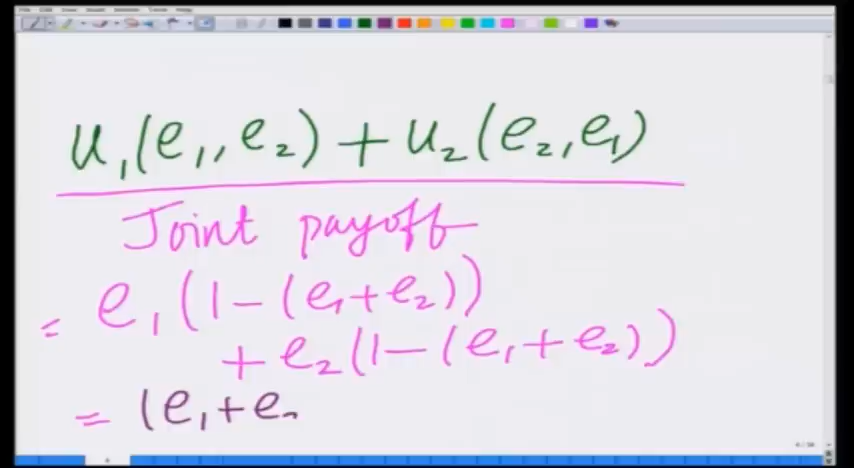 u₁(e₁,e₂) + u₂(e₂,e₁)
Joint payoff
= e₁(1-(e₁+e₂))
+ e₂(1-(e₁+e₂))
= (e₁+e